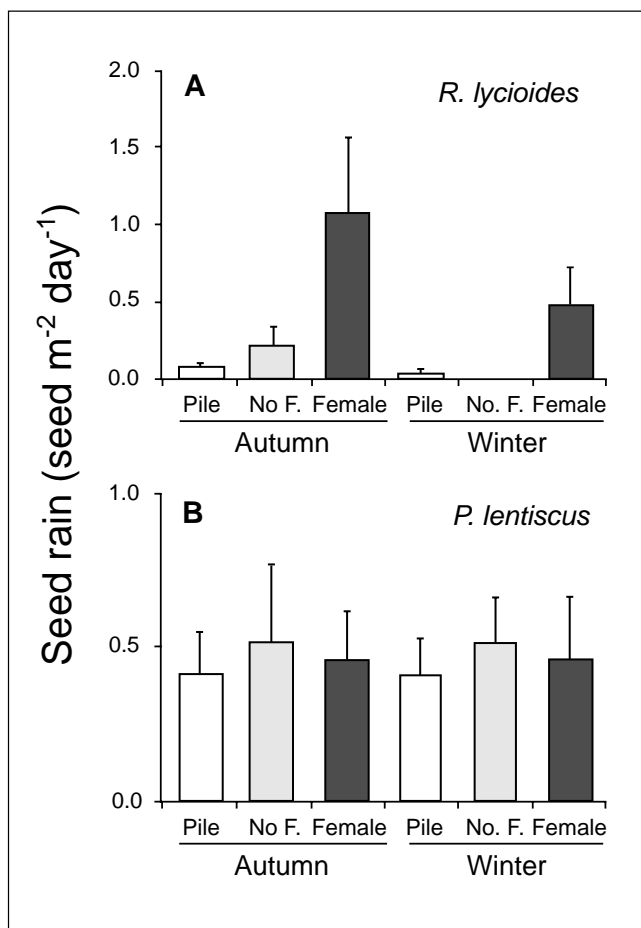 Seed rain (seed m⁻² day⁻¹)
A
R. lycioides
2.0
1.5
1.0
0.5
0.0
Pile No F. Female Pile No. F. Female
Autumn Winter
B
P. lentiscus
1.0
0.5
0.0
Pile No F. Female Pile No. F. Female
Autumn Winter